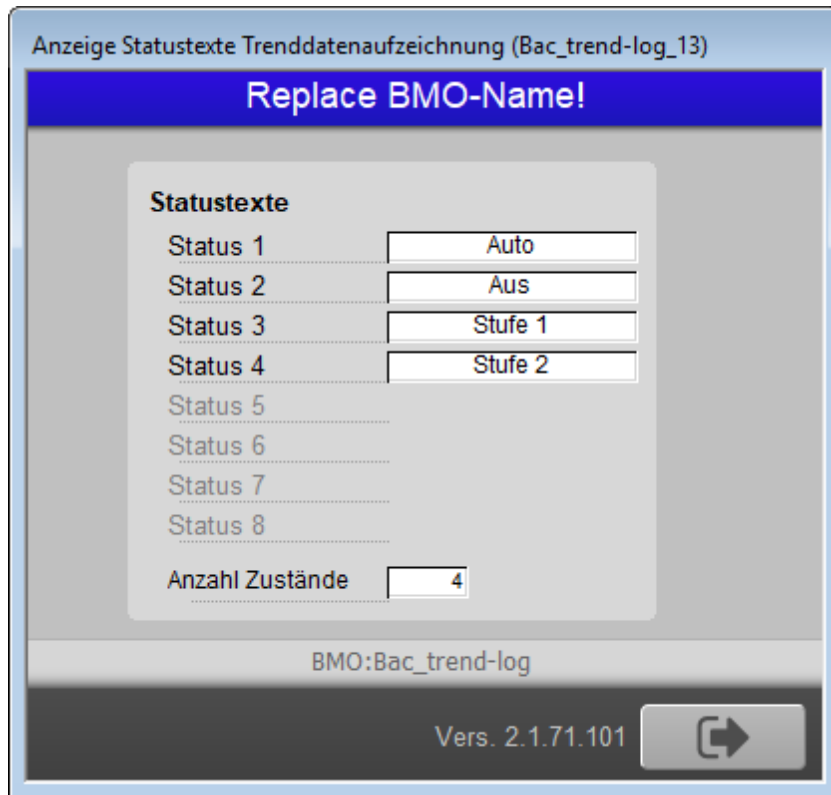 Anzeige Statustexte Trenddatenaufzeichnung (Bac_trend-log_13)
Replace BMO-Name!
Statustexte
Status 1 Auto
Status 2 Aus
Status 3 Stufe 1
Status 4 Stufe 2
Status 5
Status 6
Status 7
Status 8
Anzahl Zustände 4
BMO:Bac_trend-log
Vers. 2.1.71.101